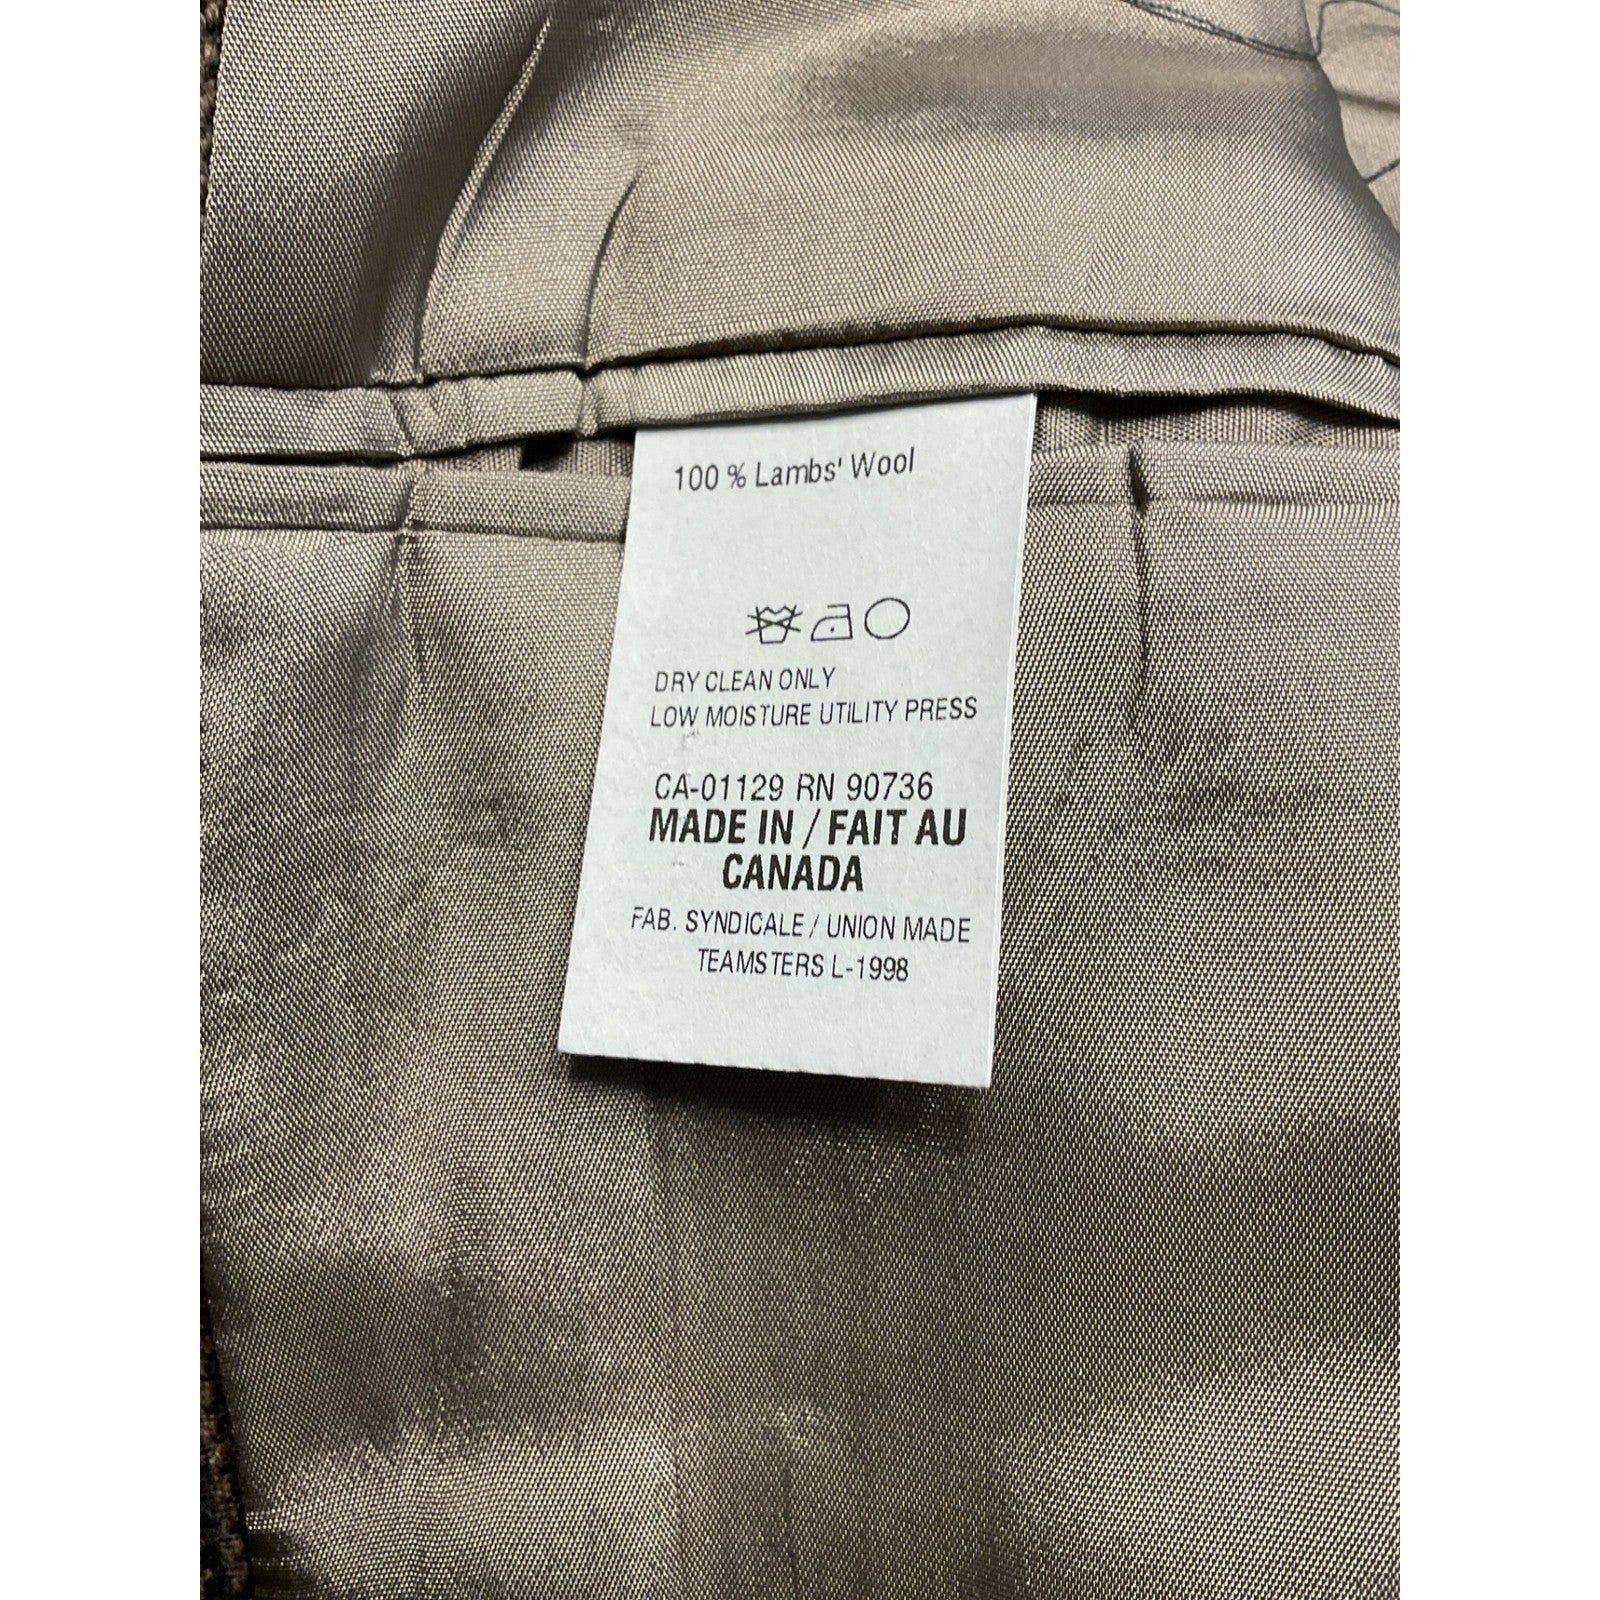 100 % Lambs' Wool
DRY CLEAN ONLY
LOW MOISTURE UTILITY PRESS
CA-01129 RN 90736
MADE IN / FAIT AU
CANADA
FAB. SYNDICALE / UNION MADE
TEAMSTERS L-1998